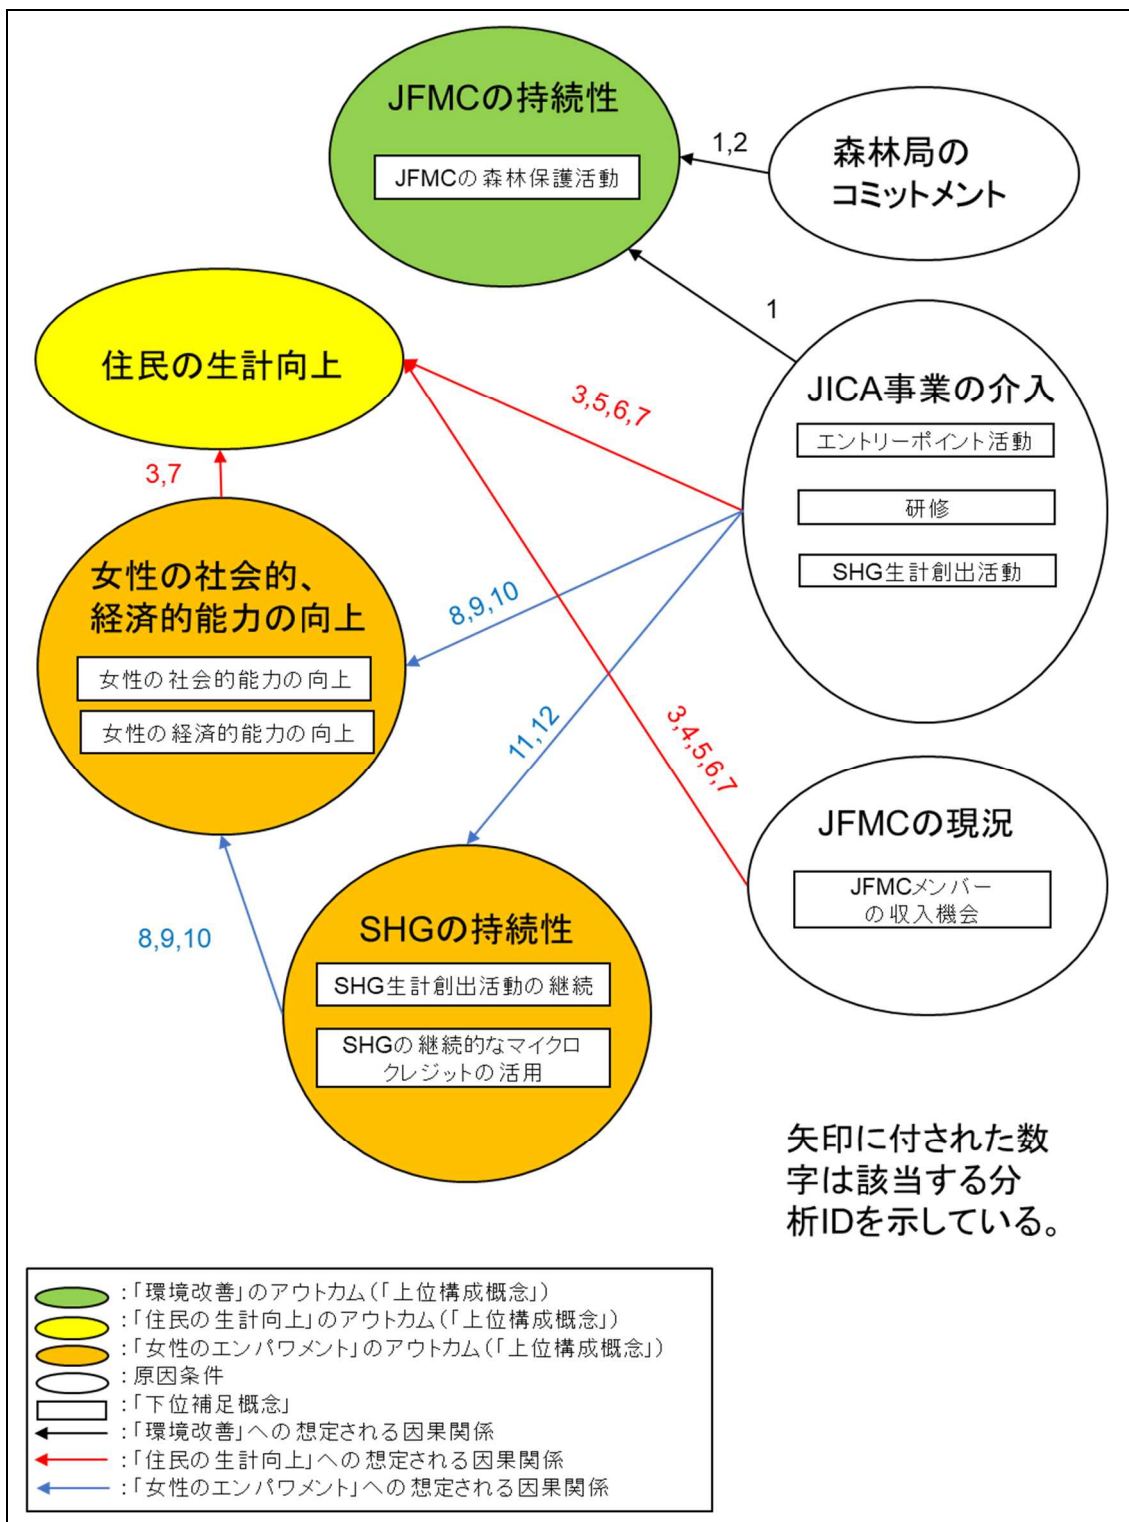 JFMCの持続性
JFMCの森林保護活動
1,2
森林局の
コミットメント
1
住民の生計向上
3,5,6,7
JICA事業の介入
エントリーポイント活動
研修
SHG生計創出活動
3,7
女性の社会的、
経済的能力の向上
女性の社会的能力の向上
女性の経済的能力の向上
8,9,10
11,12
3,4,5,6,7
JFMCの現況
JFMCメンバー
の収入機会
8,9,10
SHGの持続性
SHG生計創出活動の継続
SHGの継続的なマイクロ
クレジットの活用
矢印に付された数
字は該当する分
析IDを示している。
:「環境改善」のアウトカム(「上位構成概念」)
:「住民の生計向上」のアウトカム(「上位構成概念」)
:「女性のエンパワメント」のアウトカム(「上位構成概念」)
:原因条件
:「下位補足概念」
:「環境改善」への想定される因果関係
:「住民の生計向上」への想定される因果関係
:「女性のエンパワメント」への想定される因果関係